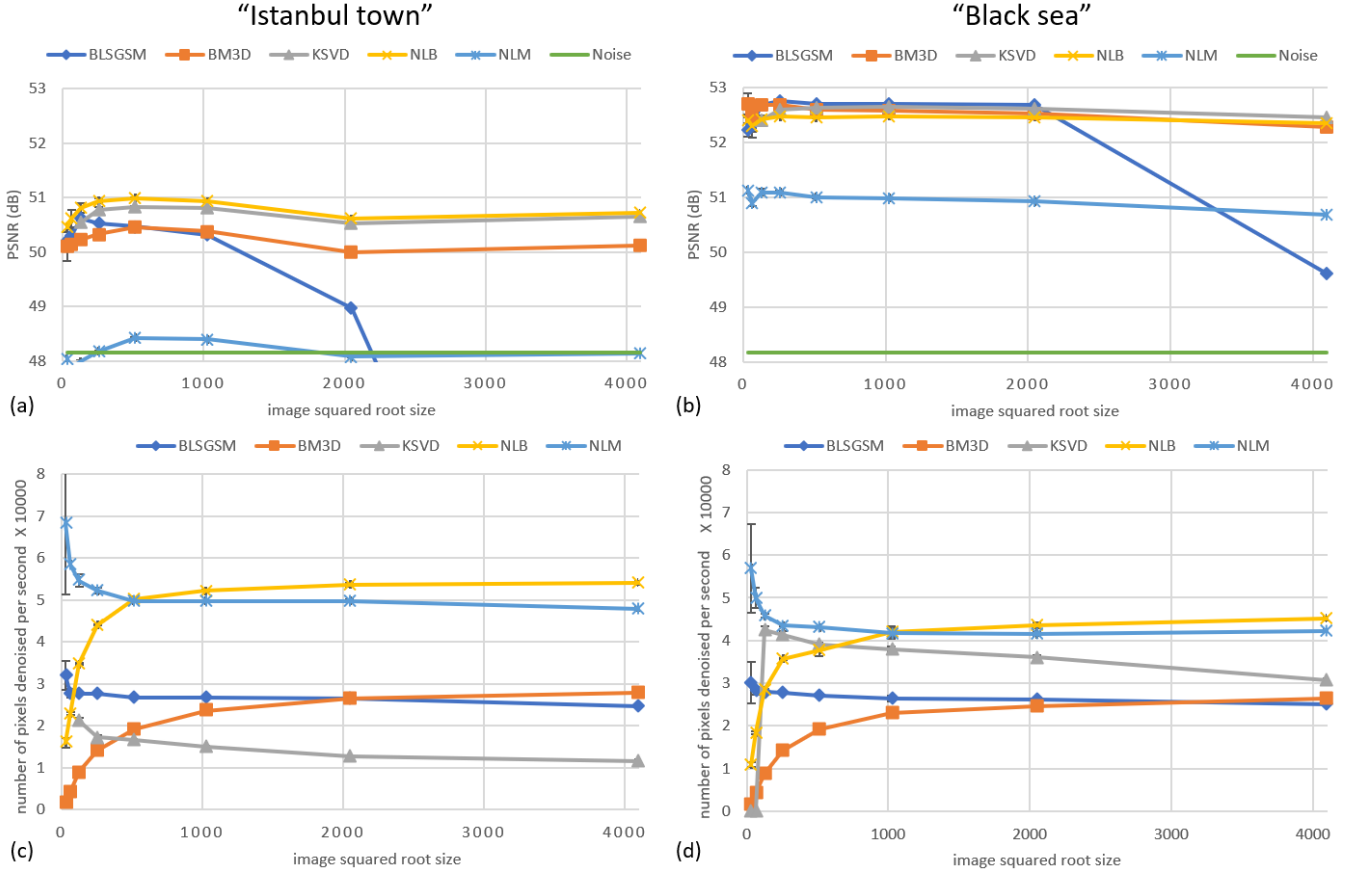 “Istanbul town”
“Black sea”
BLSGSM BM3D KSVD NLB NLM Noise
53
52
51
50
49
48
PSNR (dB)
0 1000 2000 3000 4000
image squared root size
(a)
BLSGSM BM3D KSVD NLB NLM Noise
53
52
51
50
49
48
PSNR (dB)
0 1000 2000 3000 4000
image squared root size
(b)
BLSGSM BM3D KSVD NLB NLM
8
7
6
5
4
3
2
1
0
number of pixels denoised per second X 10000
0 1000 2000 3000 4000
image squared root size
(c)
BLSGSM BM3D KSVD NLB NLM
8
7
6
5
4
3
2
1
0
number of pixels denoised per second X 10000
0 1000 2000 3000 4000
image squared root size
(d)